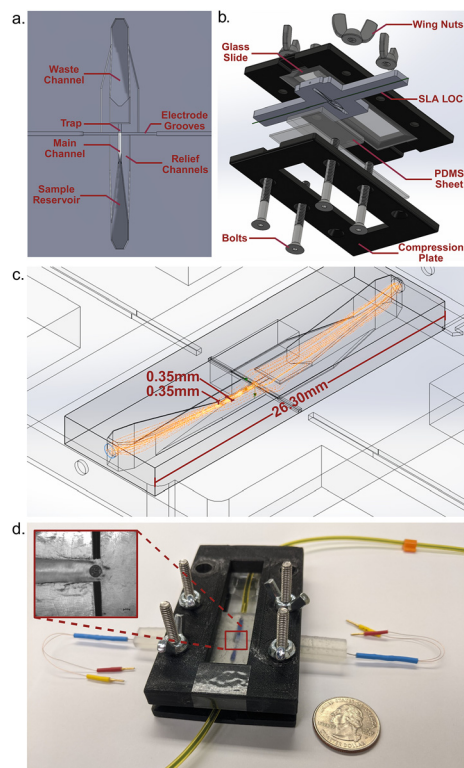 a.
Waste
Channel
Electrode
Grooves
Trap
Main
Channel
Relief
Channels
Sample
Reservoir
b.
Wing Nuts
Glass
Slide
SLA LOC
PDMS
Sheet
Bolts
Compression
Plate
c.
0.35mm
0.35mm
26.30mm
d.